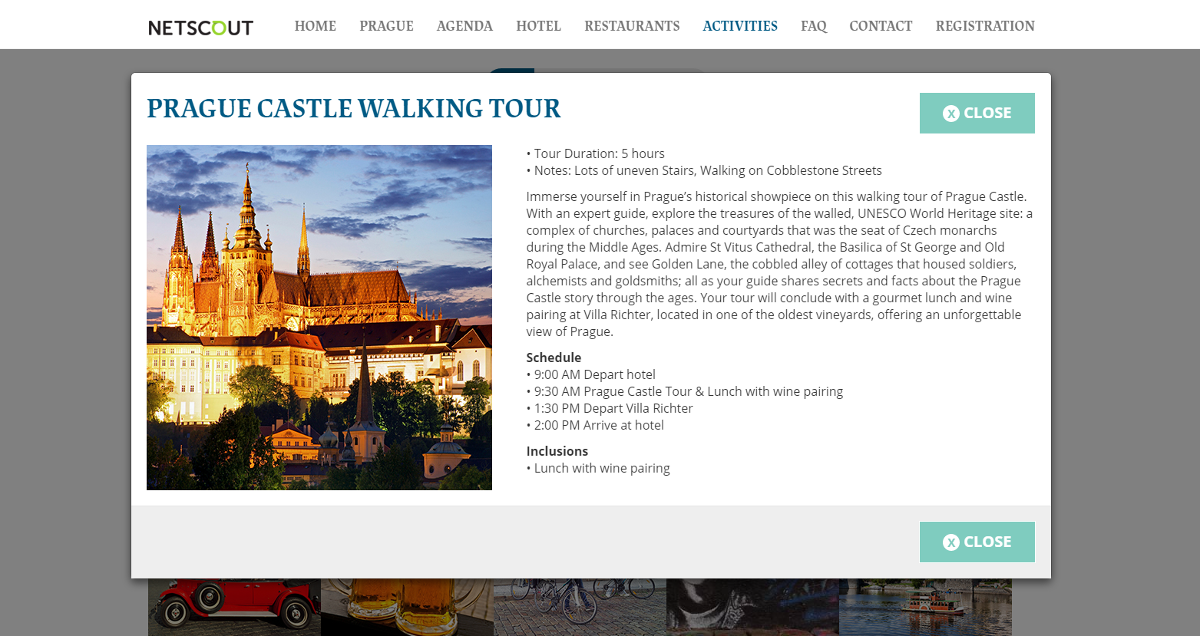 NETSCOUT HOME PRAGUE AGENDA HOTEL RESTAURANTS ACTIVITIES FAQ CONTACT REGISTRATION
PRAGUE CASTLE WALKING TOUR
X CLOSE
• Tour Duration: 5 hours
• Notes: Lots of uneven Stairs, Walking on Cobblestone Streets
Immerse yourself in Prague’s historical showpiece on this walking tour of Prague Castle.
With an expert guide, explore the treasures of the walled, UNESCO World Heritage site: a
complex of churches, palaces and courtyards that was the seat of Czech monarchs
during the Middle Ages. Admire St Vitus Cathedral, the Basilica of St George and Old
Royal Palace, and see Golden Lane, the cobbled alley of cottages that housed soldiers,
alchemists and goldsmiths; all as your guide shares secrets and facts about the Prague
Castle story through the ages. Your tour will conclude with a gourmet lunch and wine
pairing at Villa Richter, located in one of the oldest vineyards, offering an unforgettable
view of Prague.
Schedule
• 9:00 AM Depart hotel
• 9:30 AM Prague Castle Tour & Lunch with wine pairing
• 1:30 PM Depart Villa Richter
• 2:00 PM Arrive at hotel
Inclusions
• Lunch with wine pairing
X CLOSE